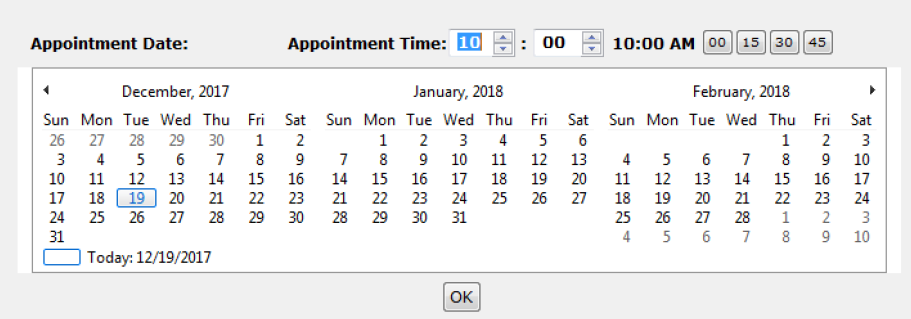 Appointment Date: Appointment Time: 10 : 00 10:00 AM 00 15 30 45
December, 2017 January, 2018 February, 2018
Sun Mon Tue Wed Thu Fri Sat Sun Mon Tue Wed Thu Fri Sat Sun Mon Tue Wed Thu Fri Sat
26 27 28 29 30 1 2 1 2 3 4 5 6 1 2 3
3 4 5 6 7 8 9 7 8 9 10 11 12 13 4 5 6 7 8 9 10
10 11 12 13 14 15 16 14 15 16 17 18 19 20 11 12 13 14 15 16 17
17 18 19 20 21 22 23 21 22 23 24 25 26 27 18 19 20 21 22 23 24
24 25 26 27 28 29 30 28 29 30 31 25 26 27 28 1 2 3
31 4 5 6 7 8 9 10
Today: 12/19/2017
OK